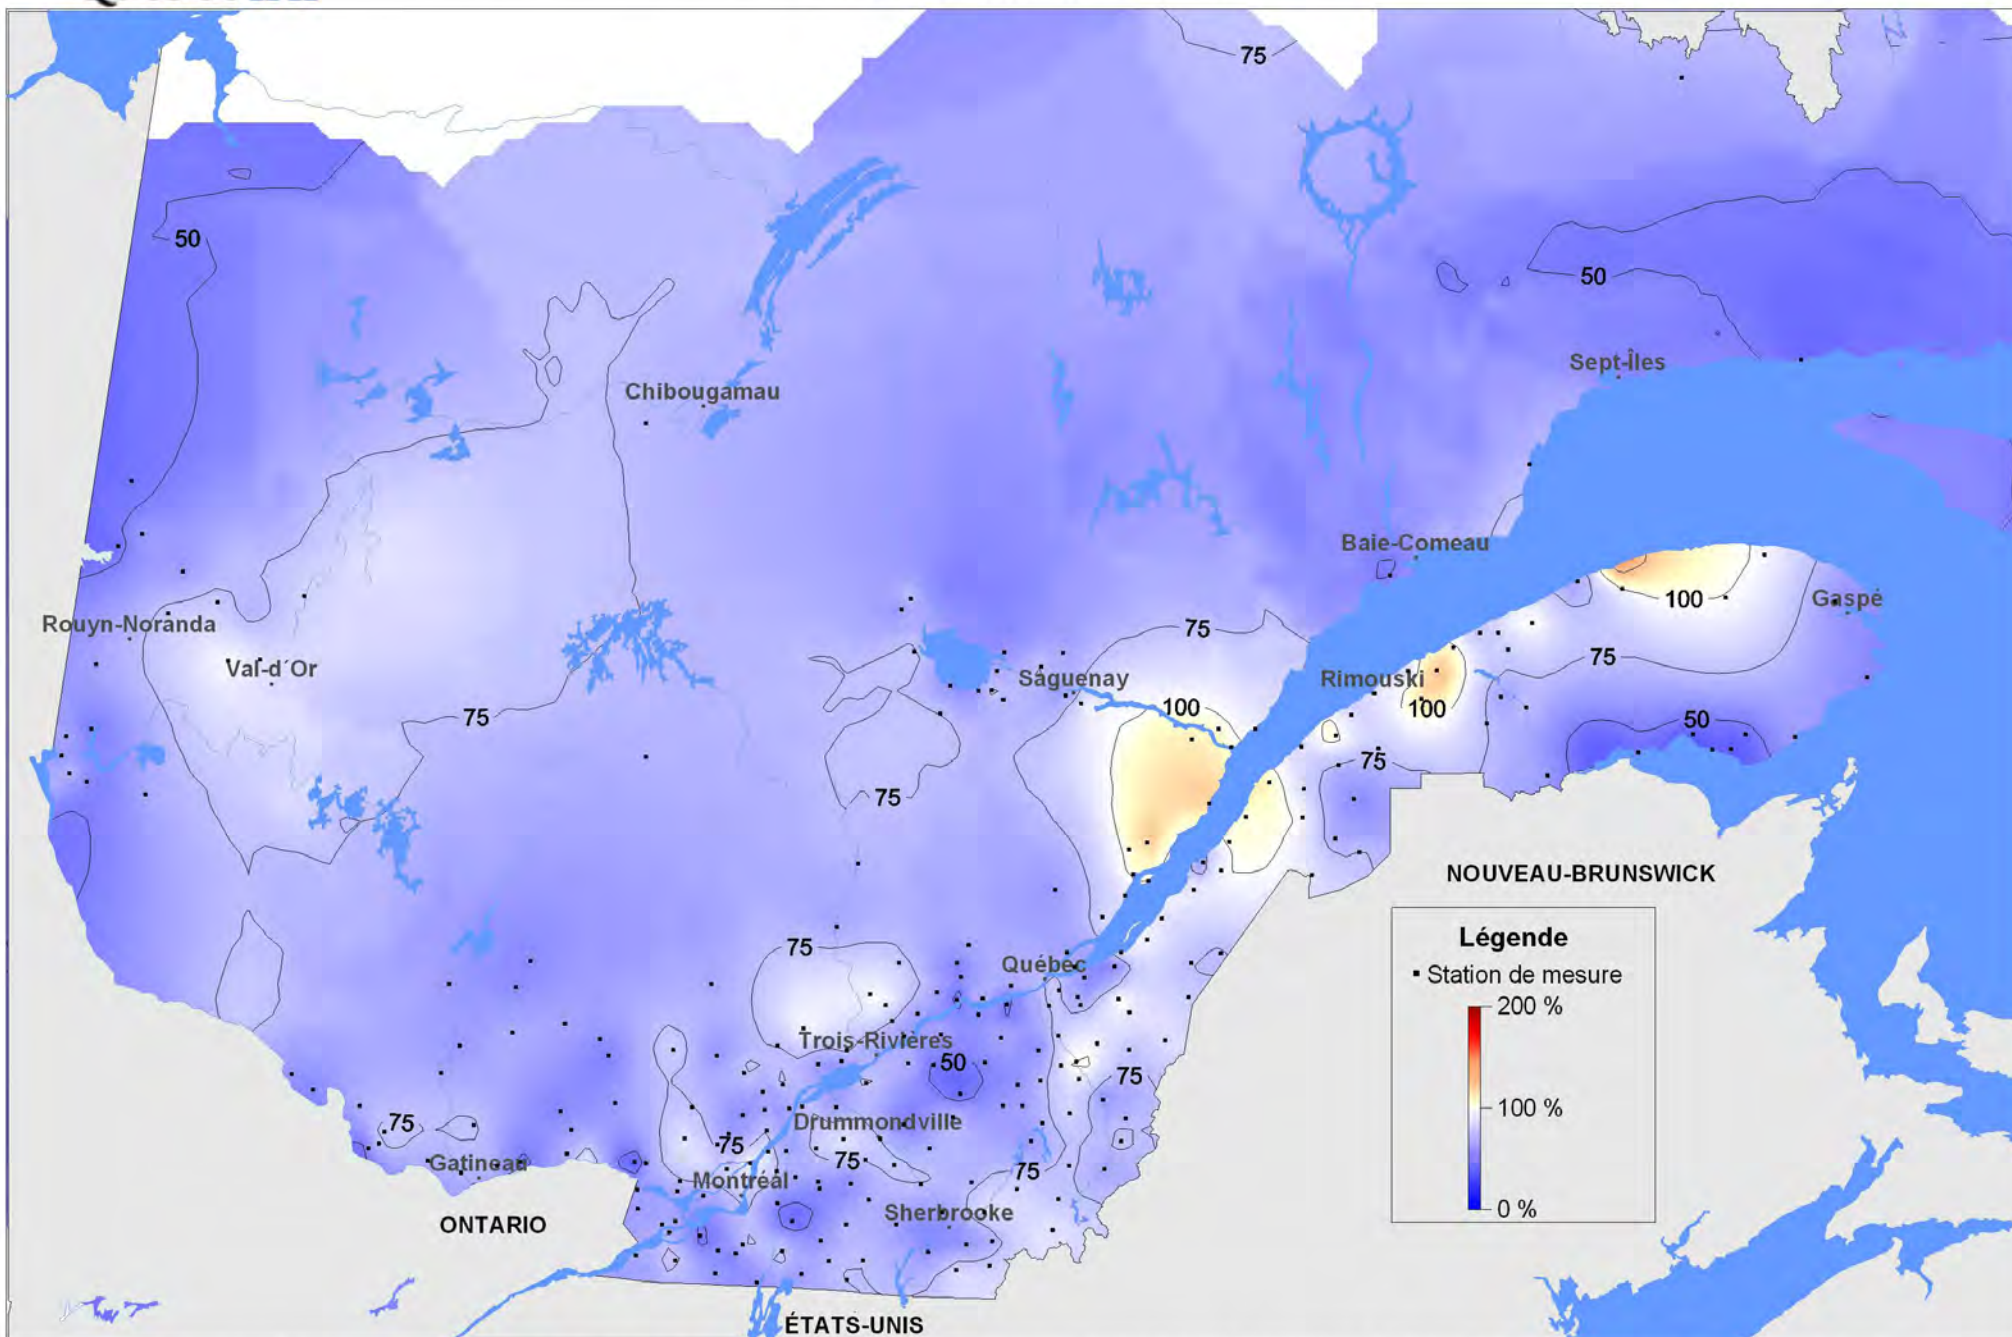 75
50
50
Sept-Îles
Chibougamau
Baie-Comeau
100
Gaspé
Rouyn-Noranda
75
75
Val-d´Or
Saguenay
Rimouski
75
100
100
50
75
75
NOUVEAU-BRUNSWICK
Légende
Station de mesure
200 %
100 %
0 %
75
Québec
Trois-Rivières
50
75
75
Drummondville
75
75
75
Gatineau
Montréal
Sherbrooke
ONTARIO
ÉTATS-UNIS